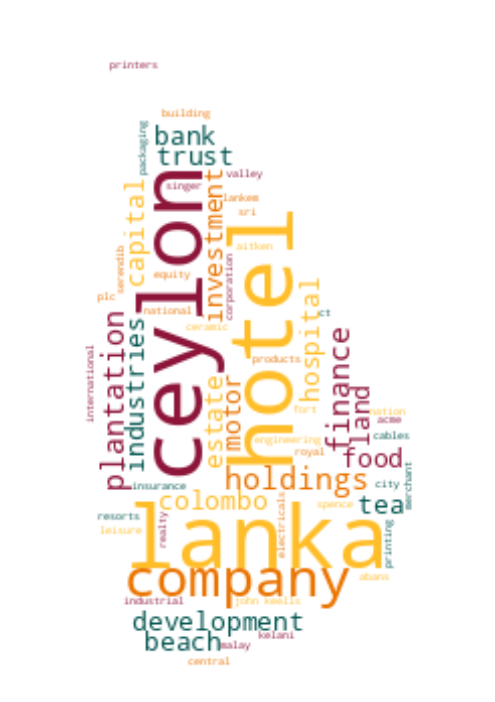 printers
building
packaging
bank
trust
valley
singer
capital
lankem
sri
ceylon
investment
hotel
aitken
serendib
equity
corporation
hospital
plc
national
ct
ceramic
plantation
industries
products
finance
international
estate
motor
fort
land
nation
acme
engineering
cables
royal
food
holdings
insurance
city
merchant
colombo
tea
spence
resorts
lanka
leisure
realty
electricals
printing
company
abans
industrial
john keells
development
kelani
beach
malay
central